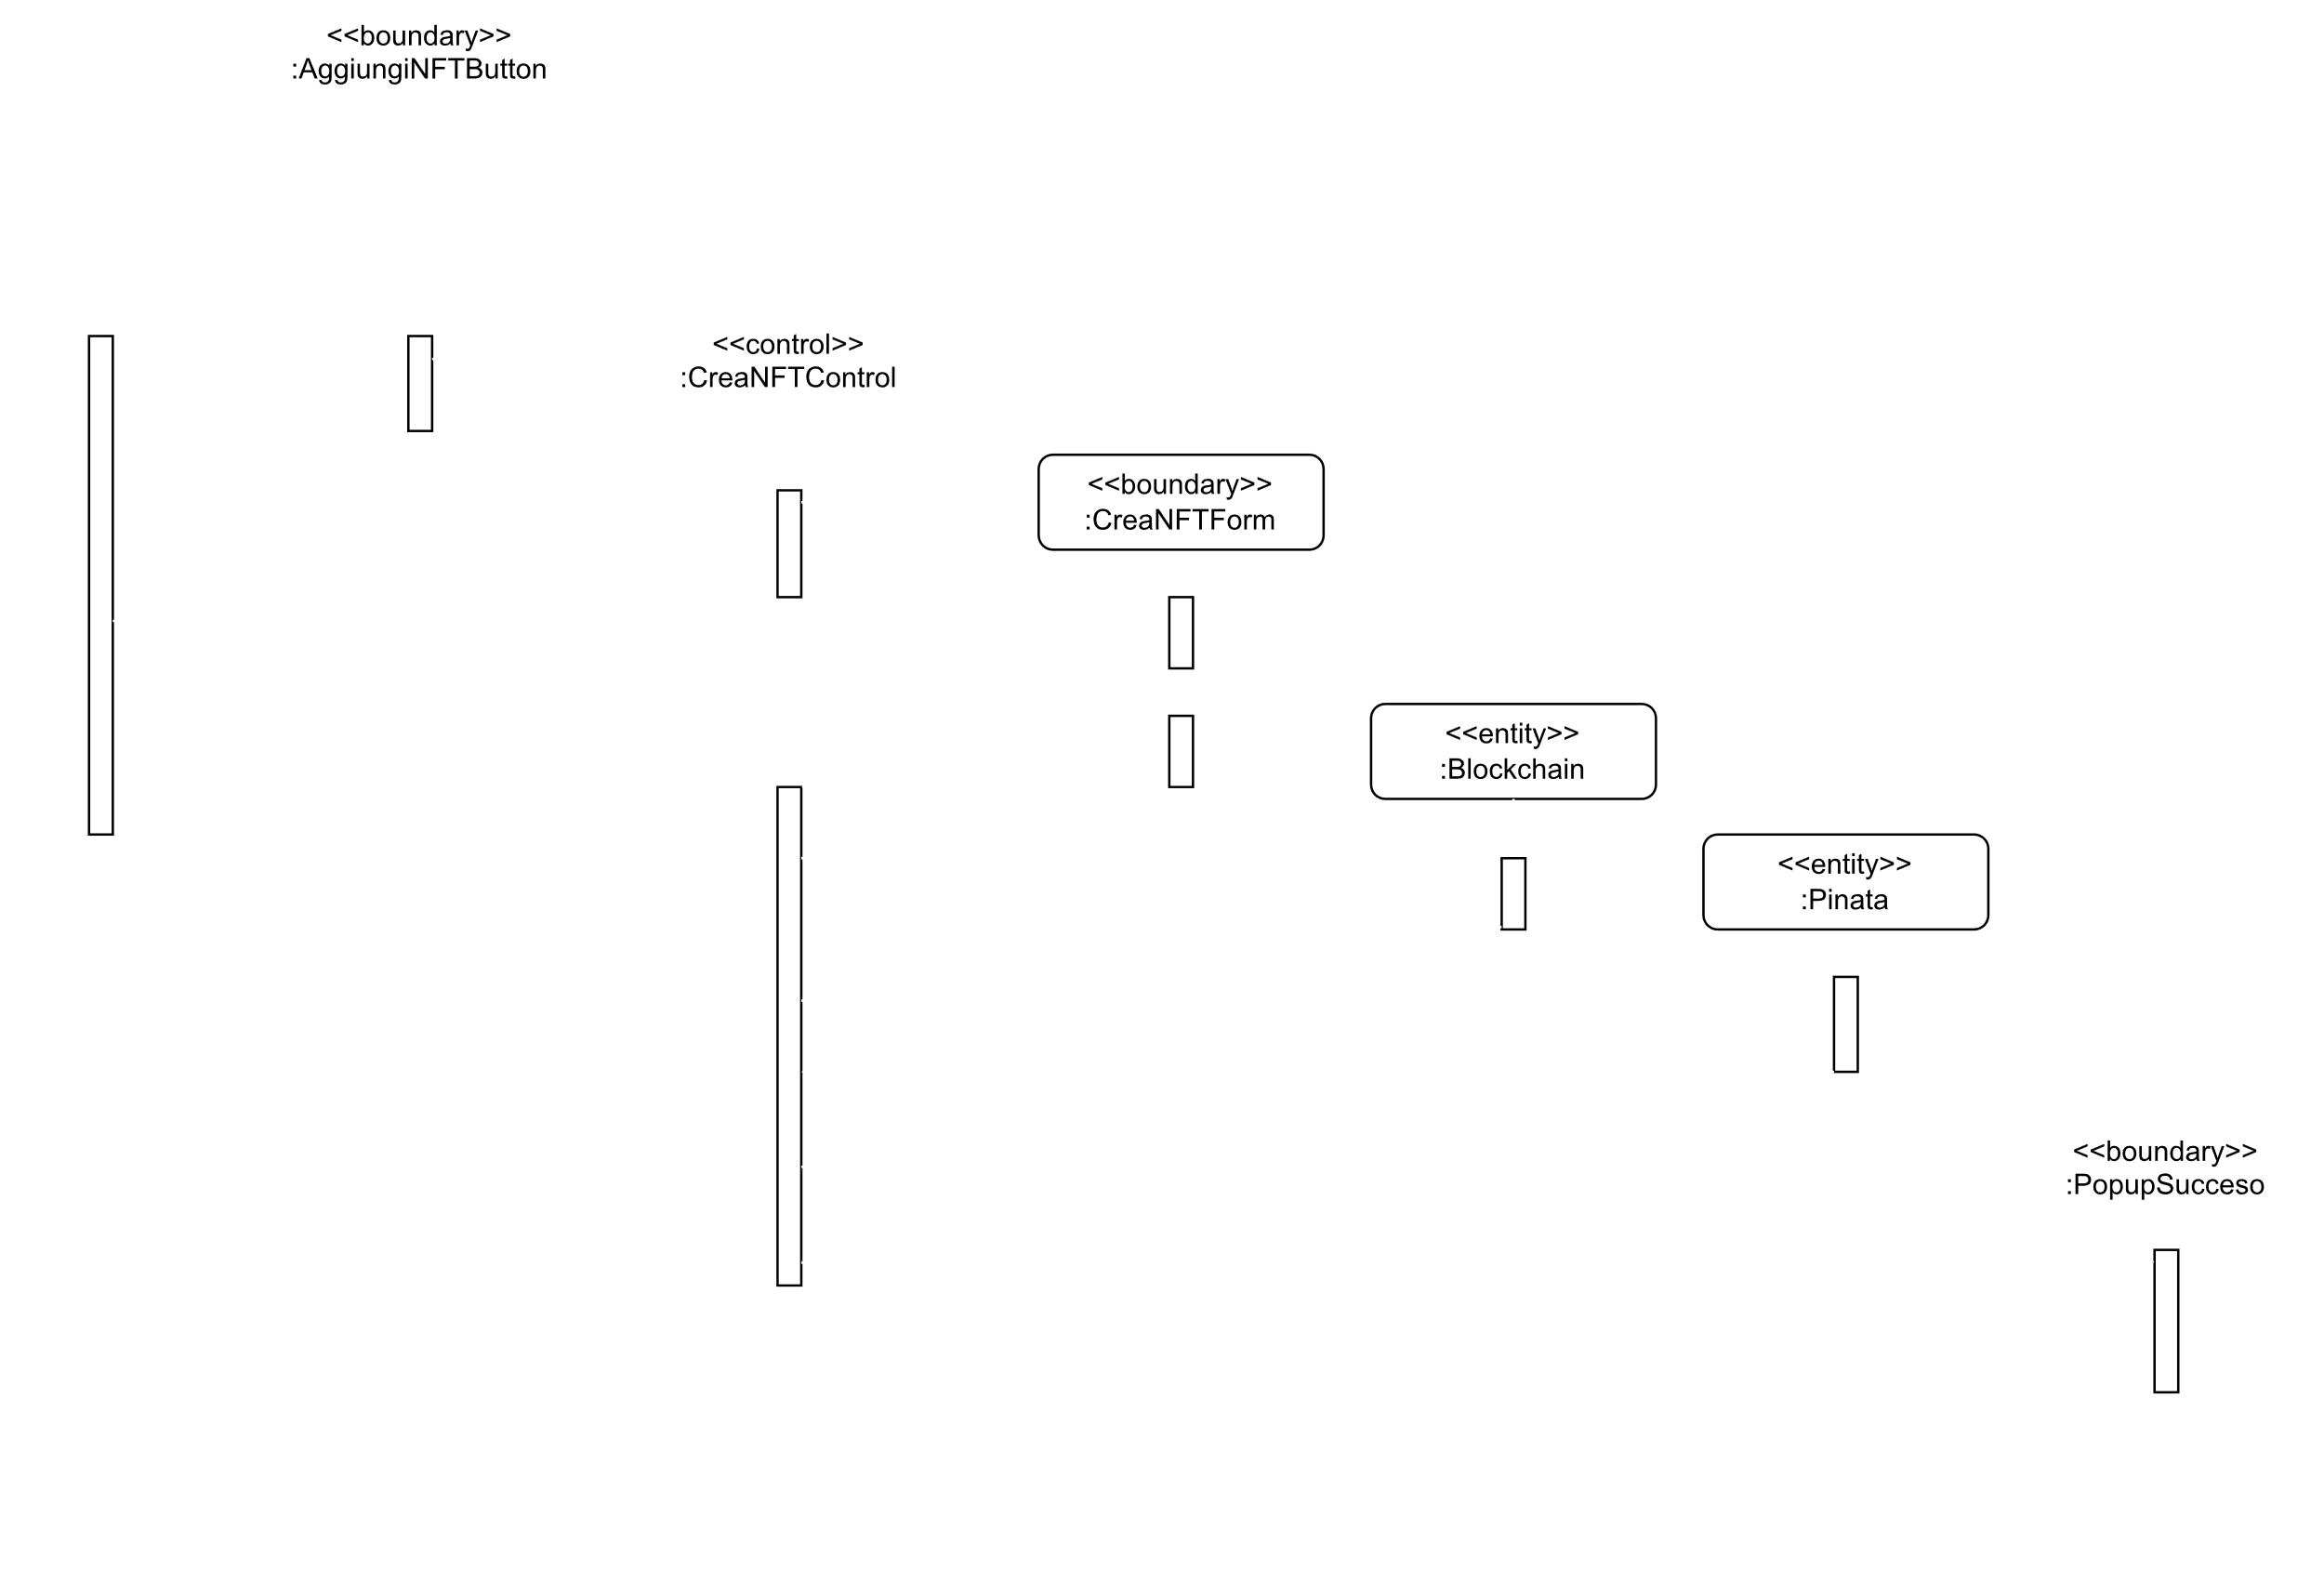 <<boundary>>
:AggiungiNFTButton
<<control>>
:CreaNFTControl
<<boundary>>
:CreaNFTForm
<<entity>>
:Blockchain
<<entity>>
:Pinata
<<boundary>>
:PopupSucceso